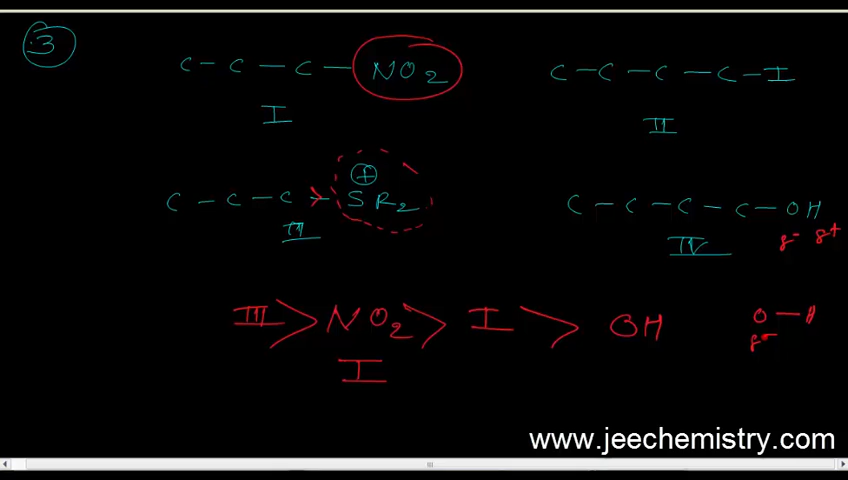 3
C - C - C - NO2
C - C - C - C - I
I
II
⊕
C - C - C - SR2
C - C - C - C - OH
III
IV
δ- δ+
III > NO2 > I > OH
O - H
δ-
I
www.jeechemistry.com